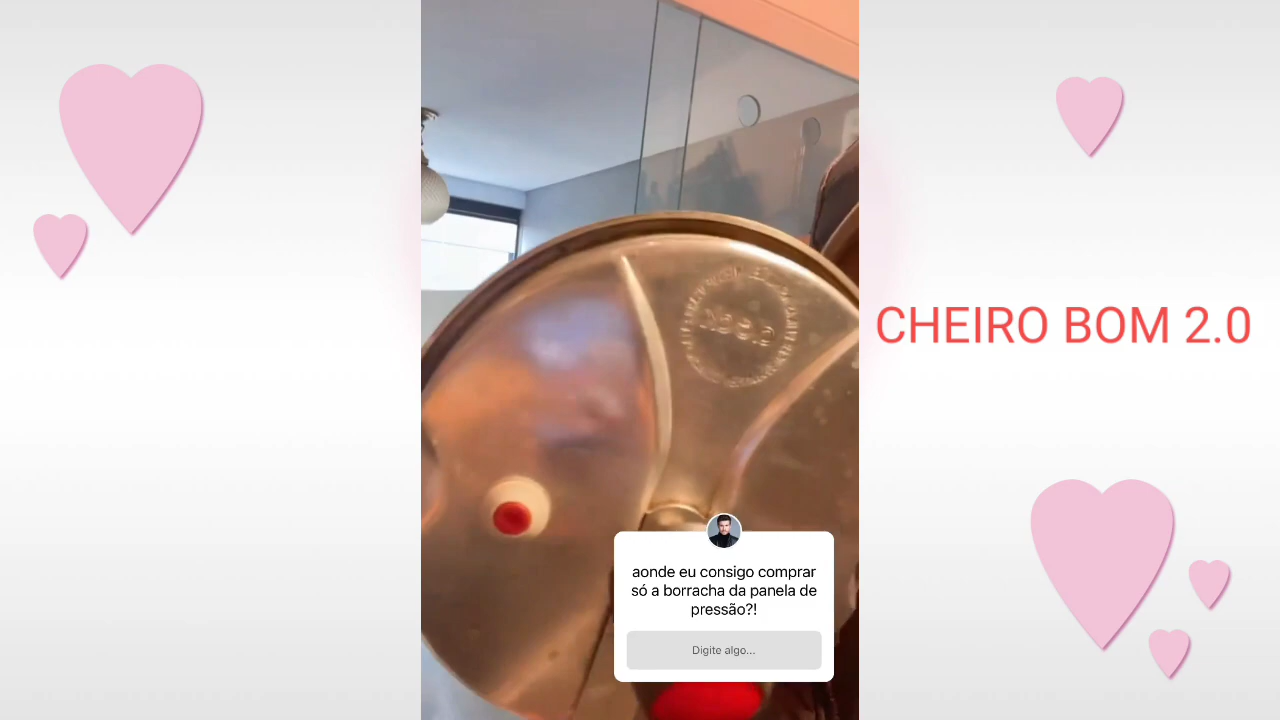 CHEIRO BOM 2.0
aonde eu consigo comprar
só a borracha da panela de
pressão?!
Digite algo...